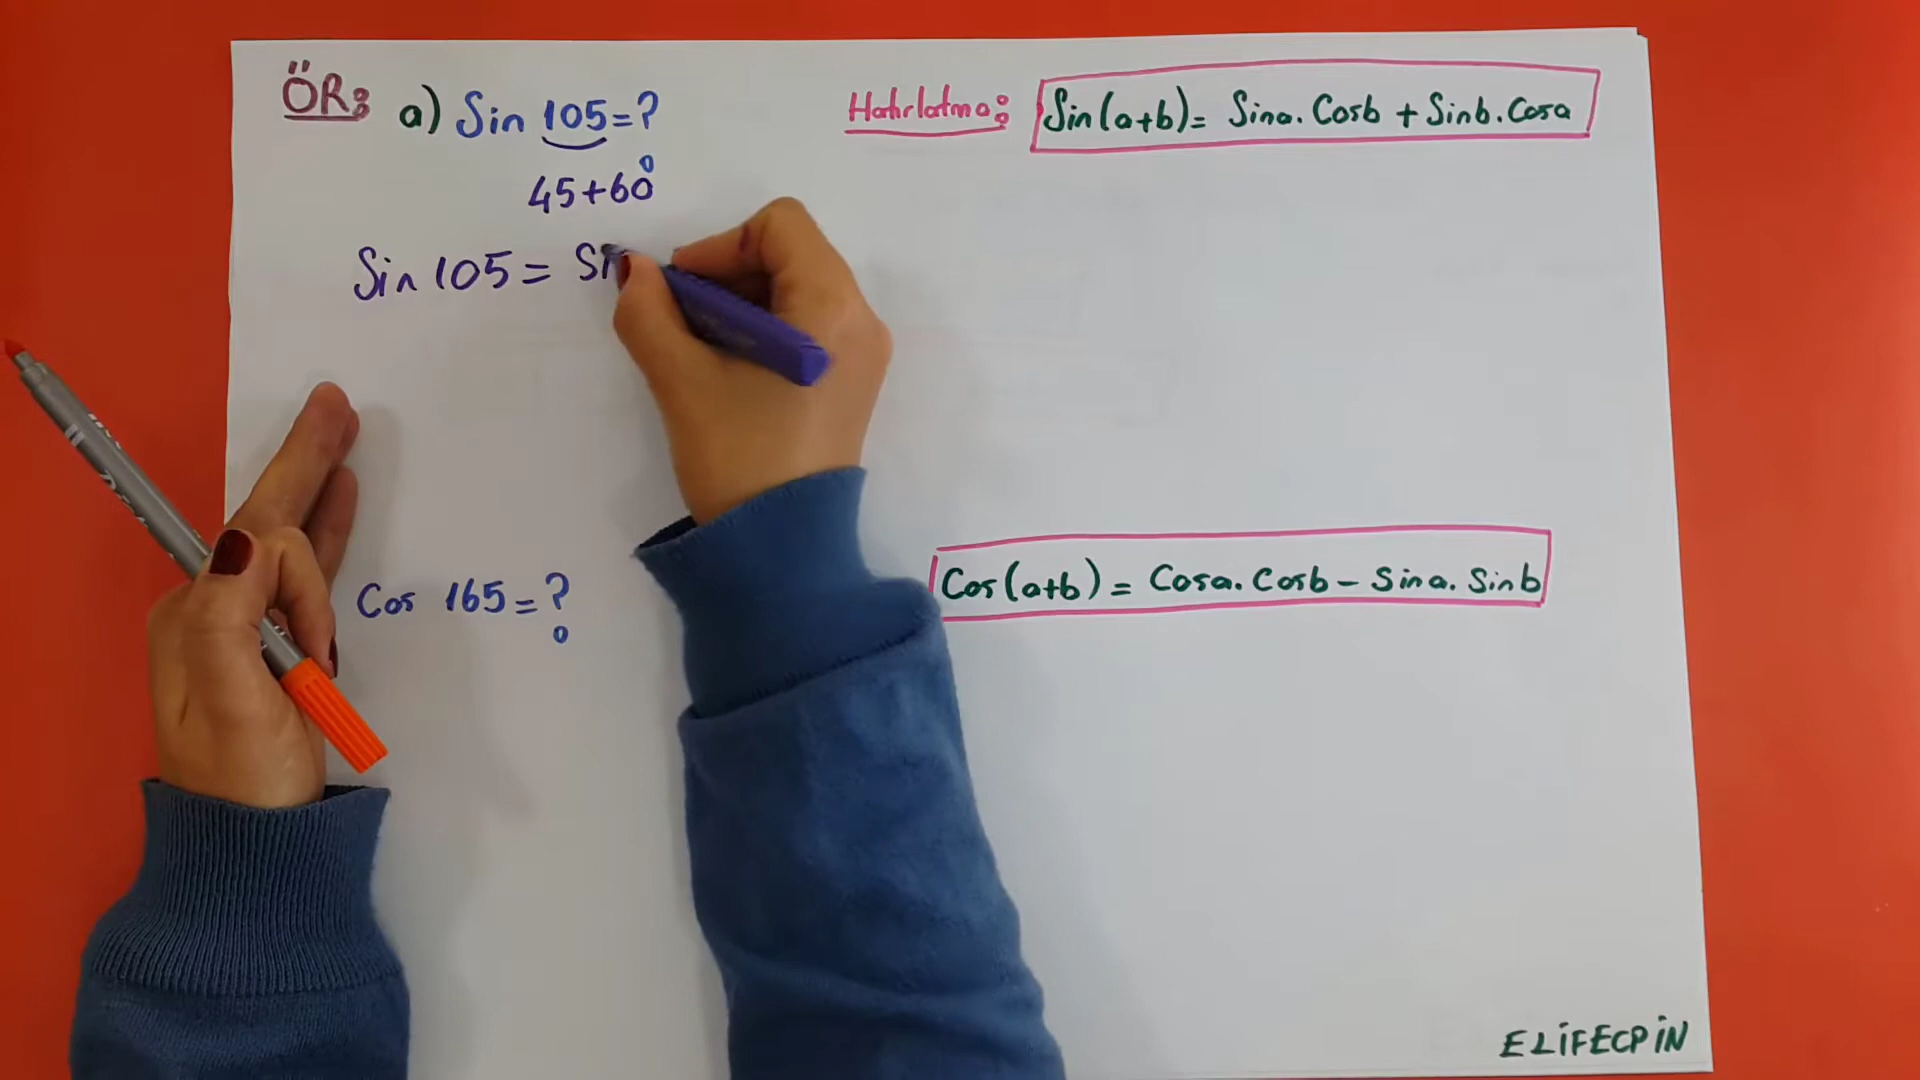 ÖR: a) Sin 105=?
Hatırlatma: Sin(a+b)= Sina. Cosb + Sinb. Cosa
45+60°
Sin 105 = Sin
Cos 165=?
Cos(a+b) = Cosa. Cosb - Sina. Sinb
ELİFECPİN